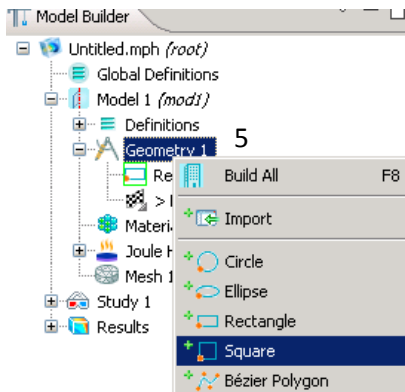 Model Builder
Untitled.mph (root)
Global Definitions
Model 1 (mod1)
Definitions
5
Geometry 1
Re
Build All F8
> I
Import
Materi
Circle
Joule H
Ellipse
Mesh 1
Study 1
Rectangle
Results
Square
Bézier Polygon